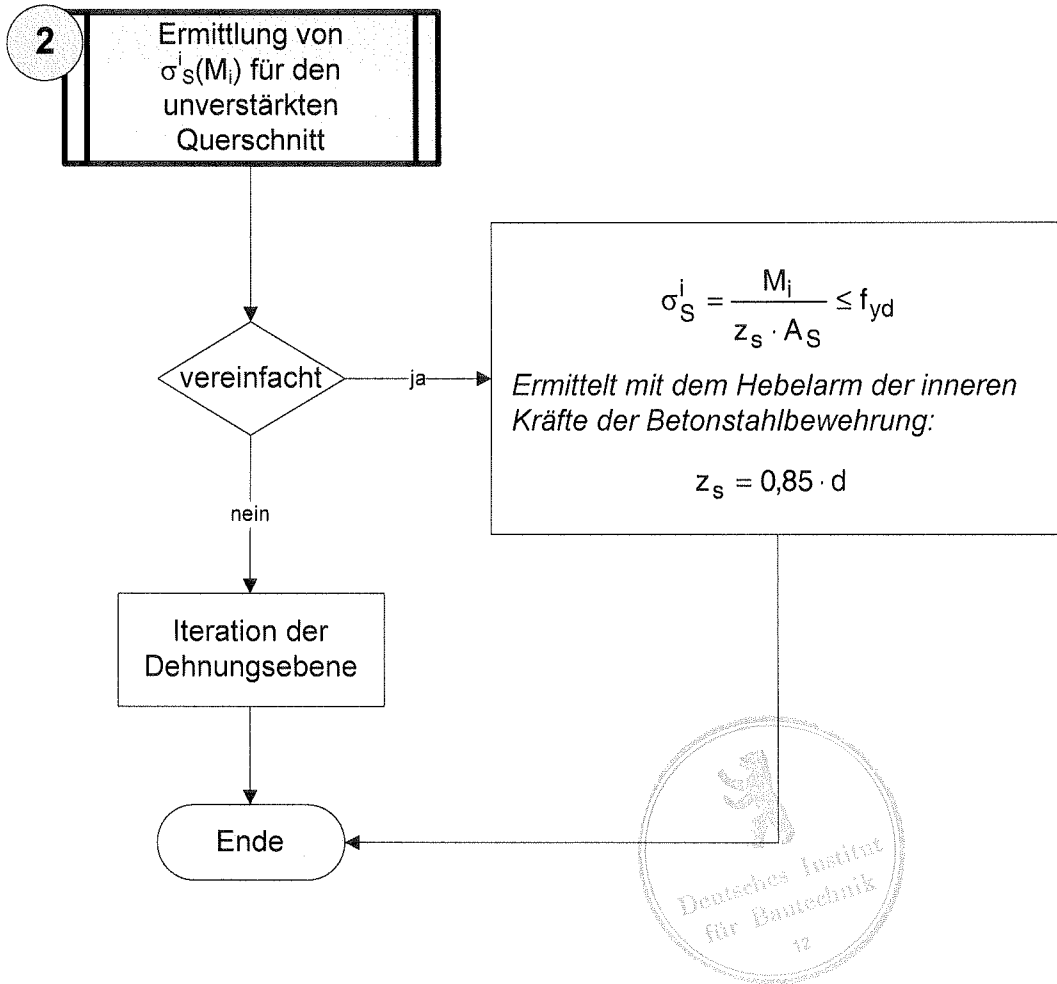 2
Ermittlung von
σ^i_S(M_i) für den
unverstärkten
Querschnitt
vereinfacht
ja
nein
σ^i_S = M_i / (z_s · A_S) ≤ f_yd
Ermittelt mit dem Hebelarm der inneren
Kräfte der Betonstahlbewehrung:
z_s = 0,85 · d
Iteration der
Dehnungsebene
Ende
Deutsches Institut
für Bautechnik
12